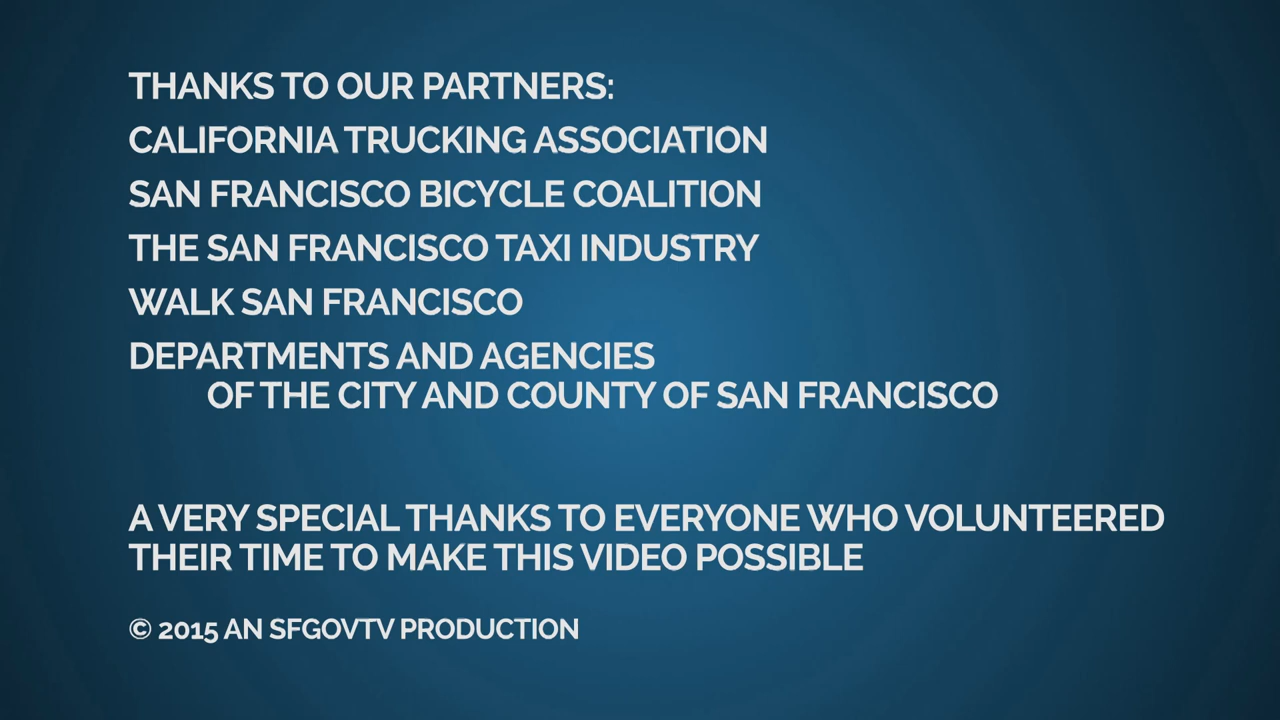 THANKS TO OUR PARTNERS:
CALIFORNIA TRUCKING ASSOCIATION
SAN FRANCISCO BICYCLE COALITION
THE SAN FRANCISCO TAXI INDUSTRY
WALK SAN FRANCISCO
DEPARTMENTS AND AGENCIES
OF THE CITY AND COUNTY OF SAN FRANCISCO
A VERY SPECIAL THANKS TO EVERYONE WHO VOLUNTEERED
THEIR TIME TO MAKE THIS VIDEO POSSIBLE
© 2015 AN SFGOVTV PRODUCTION